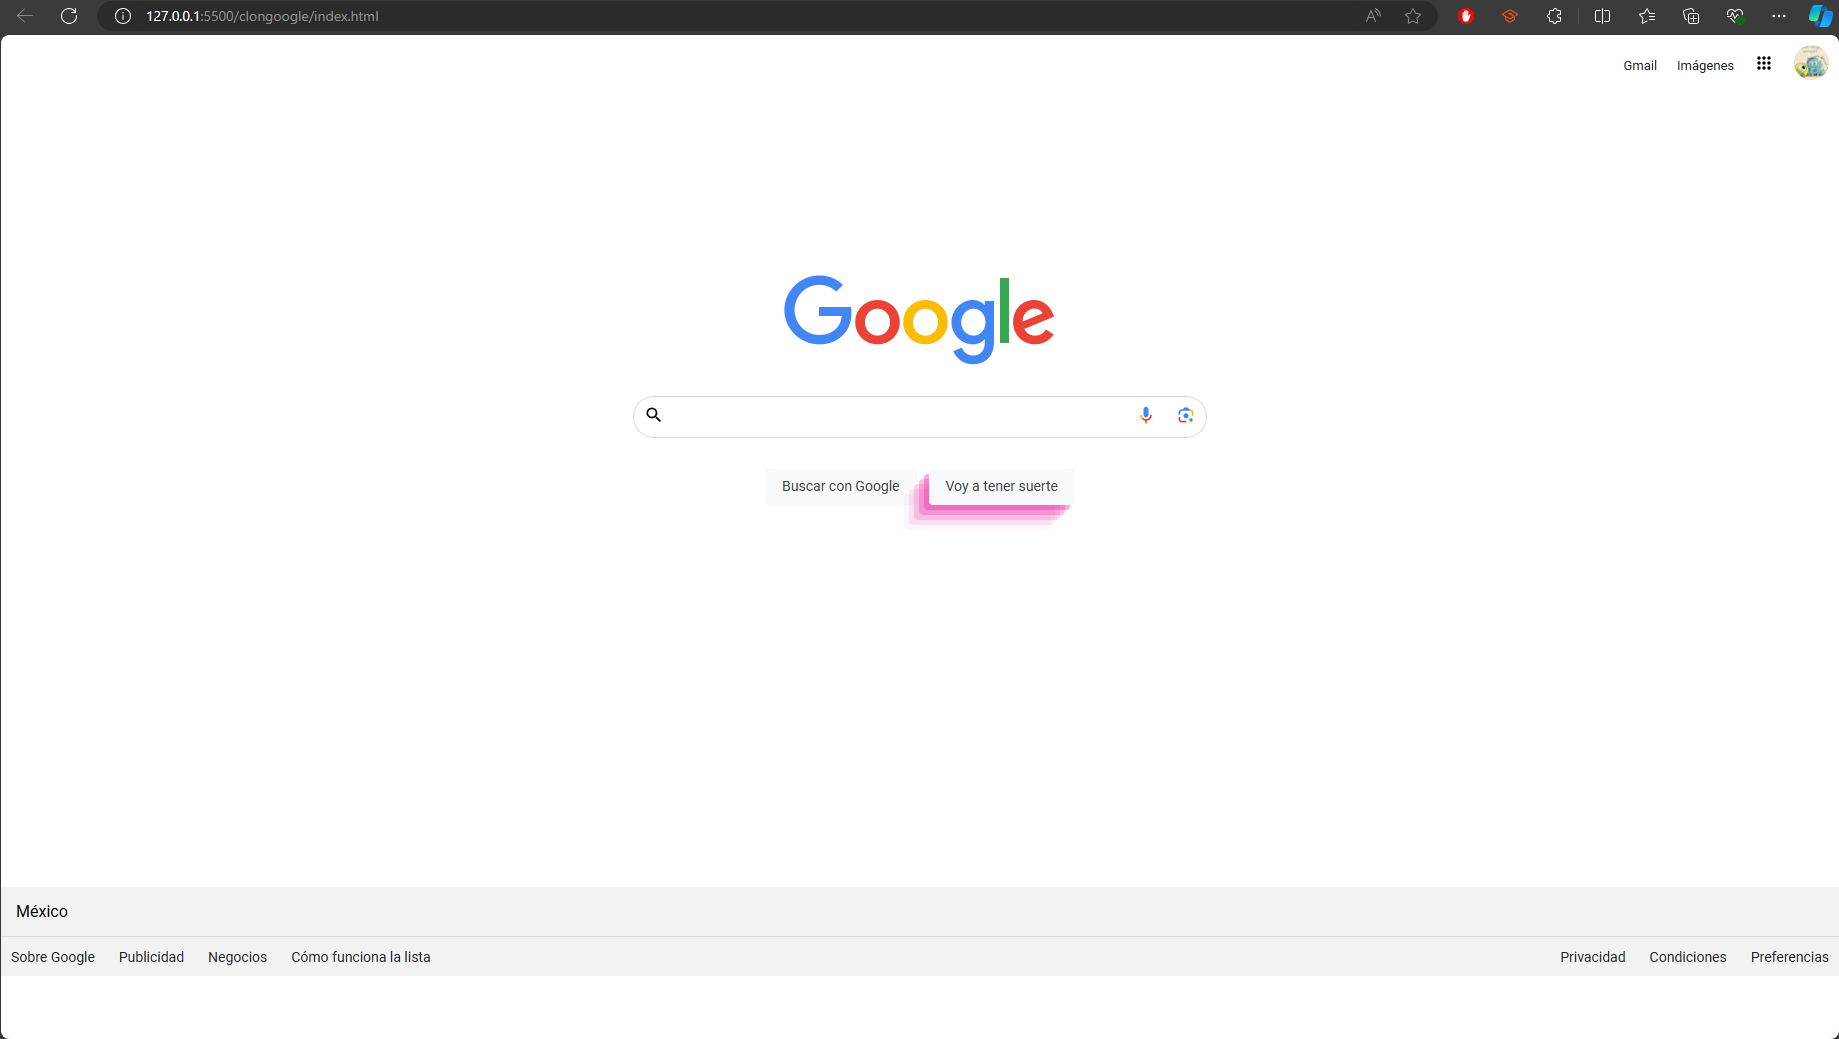 127.0.0.1:5500/clongoogle/index.html
Gmail Imágenes
Google
Buscar con Google Voy a tener suerte
México
Sobre Google Publicidad Negocios Cómo funciona la lista Privacidad Condiciones Preferencias